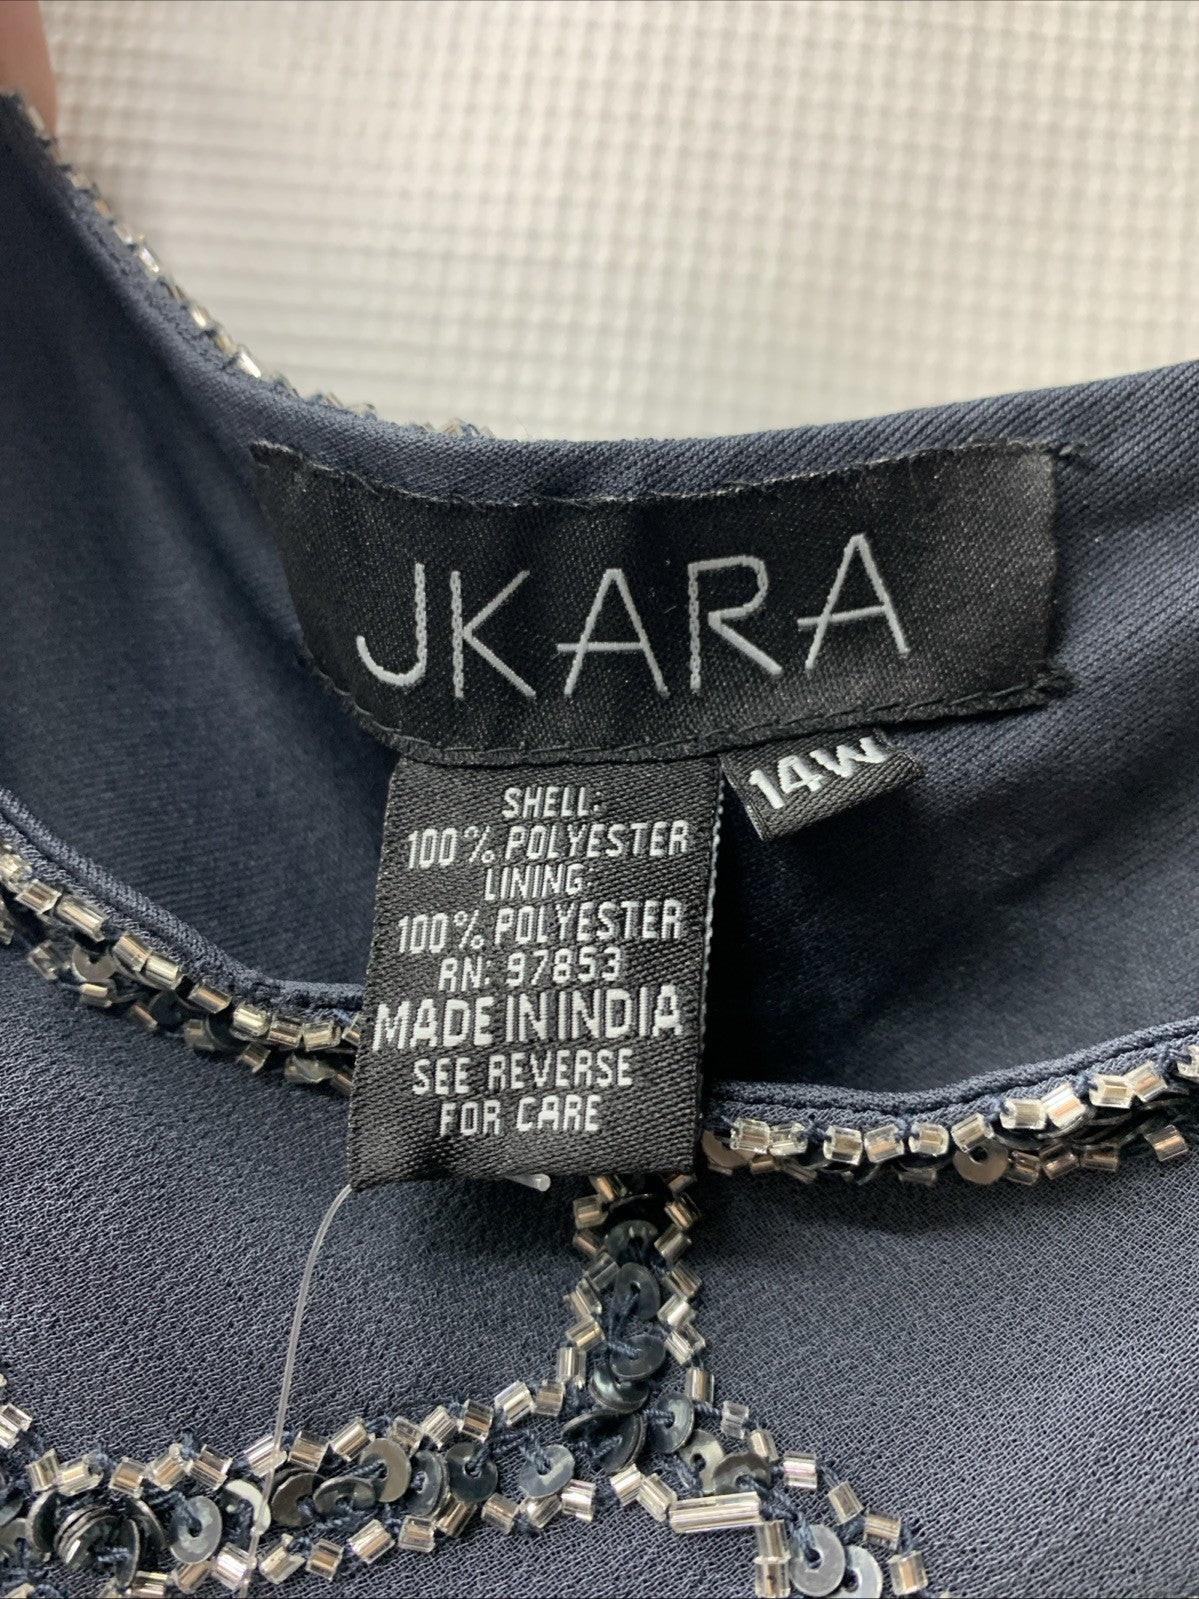 JKARA
14W
SHELL:
100% POLYESTER
LINING:
100% POLYESTER
RN: 97853
MADE IN INDIA
SEE REVERSE
FOR CARE